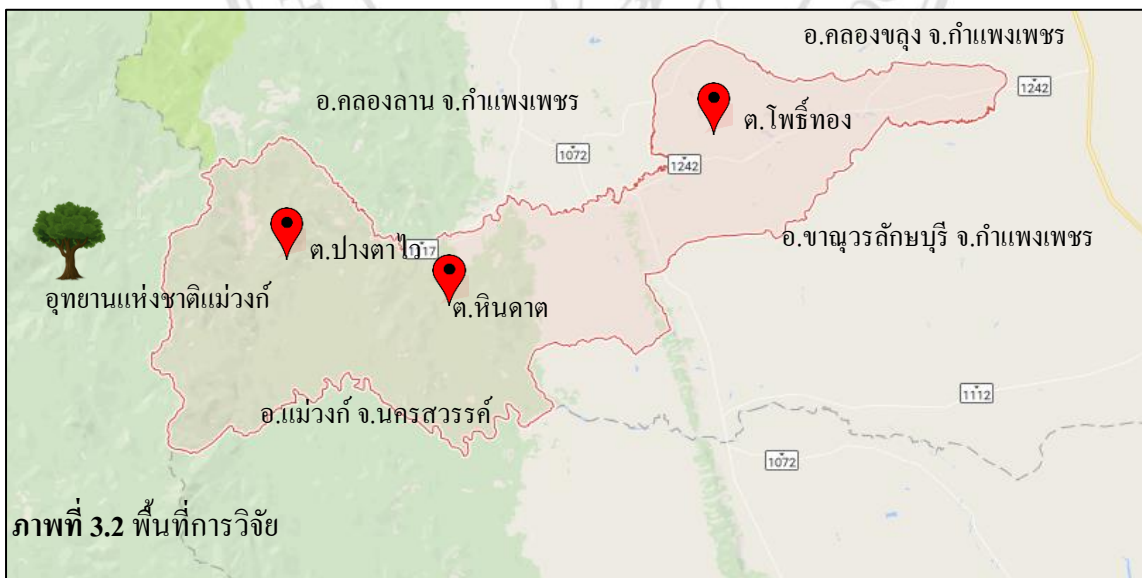 อ.คลองขลุง จ.กำแพงเพชร
1242
อ.คลองลาน จ.กำแพงเพชร
ต.โพธิ์ทอง
1072
1242
อ.ขาณุวรลักษบุรี จ.กำแพงเพชร
ต.ปางตาไว
1117
อุทยานแห่งชาติแม่วงก์
ต.หินดาต
1112
อ.แม่วงก์ จ.นครสวรรค์
1072
ภาพที่ 3.2 พื้นที่การวิจัย